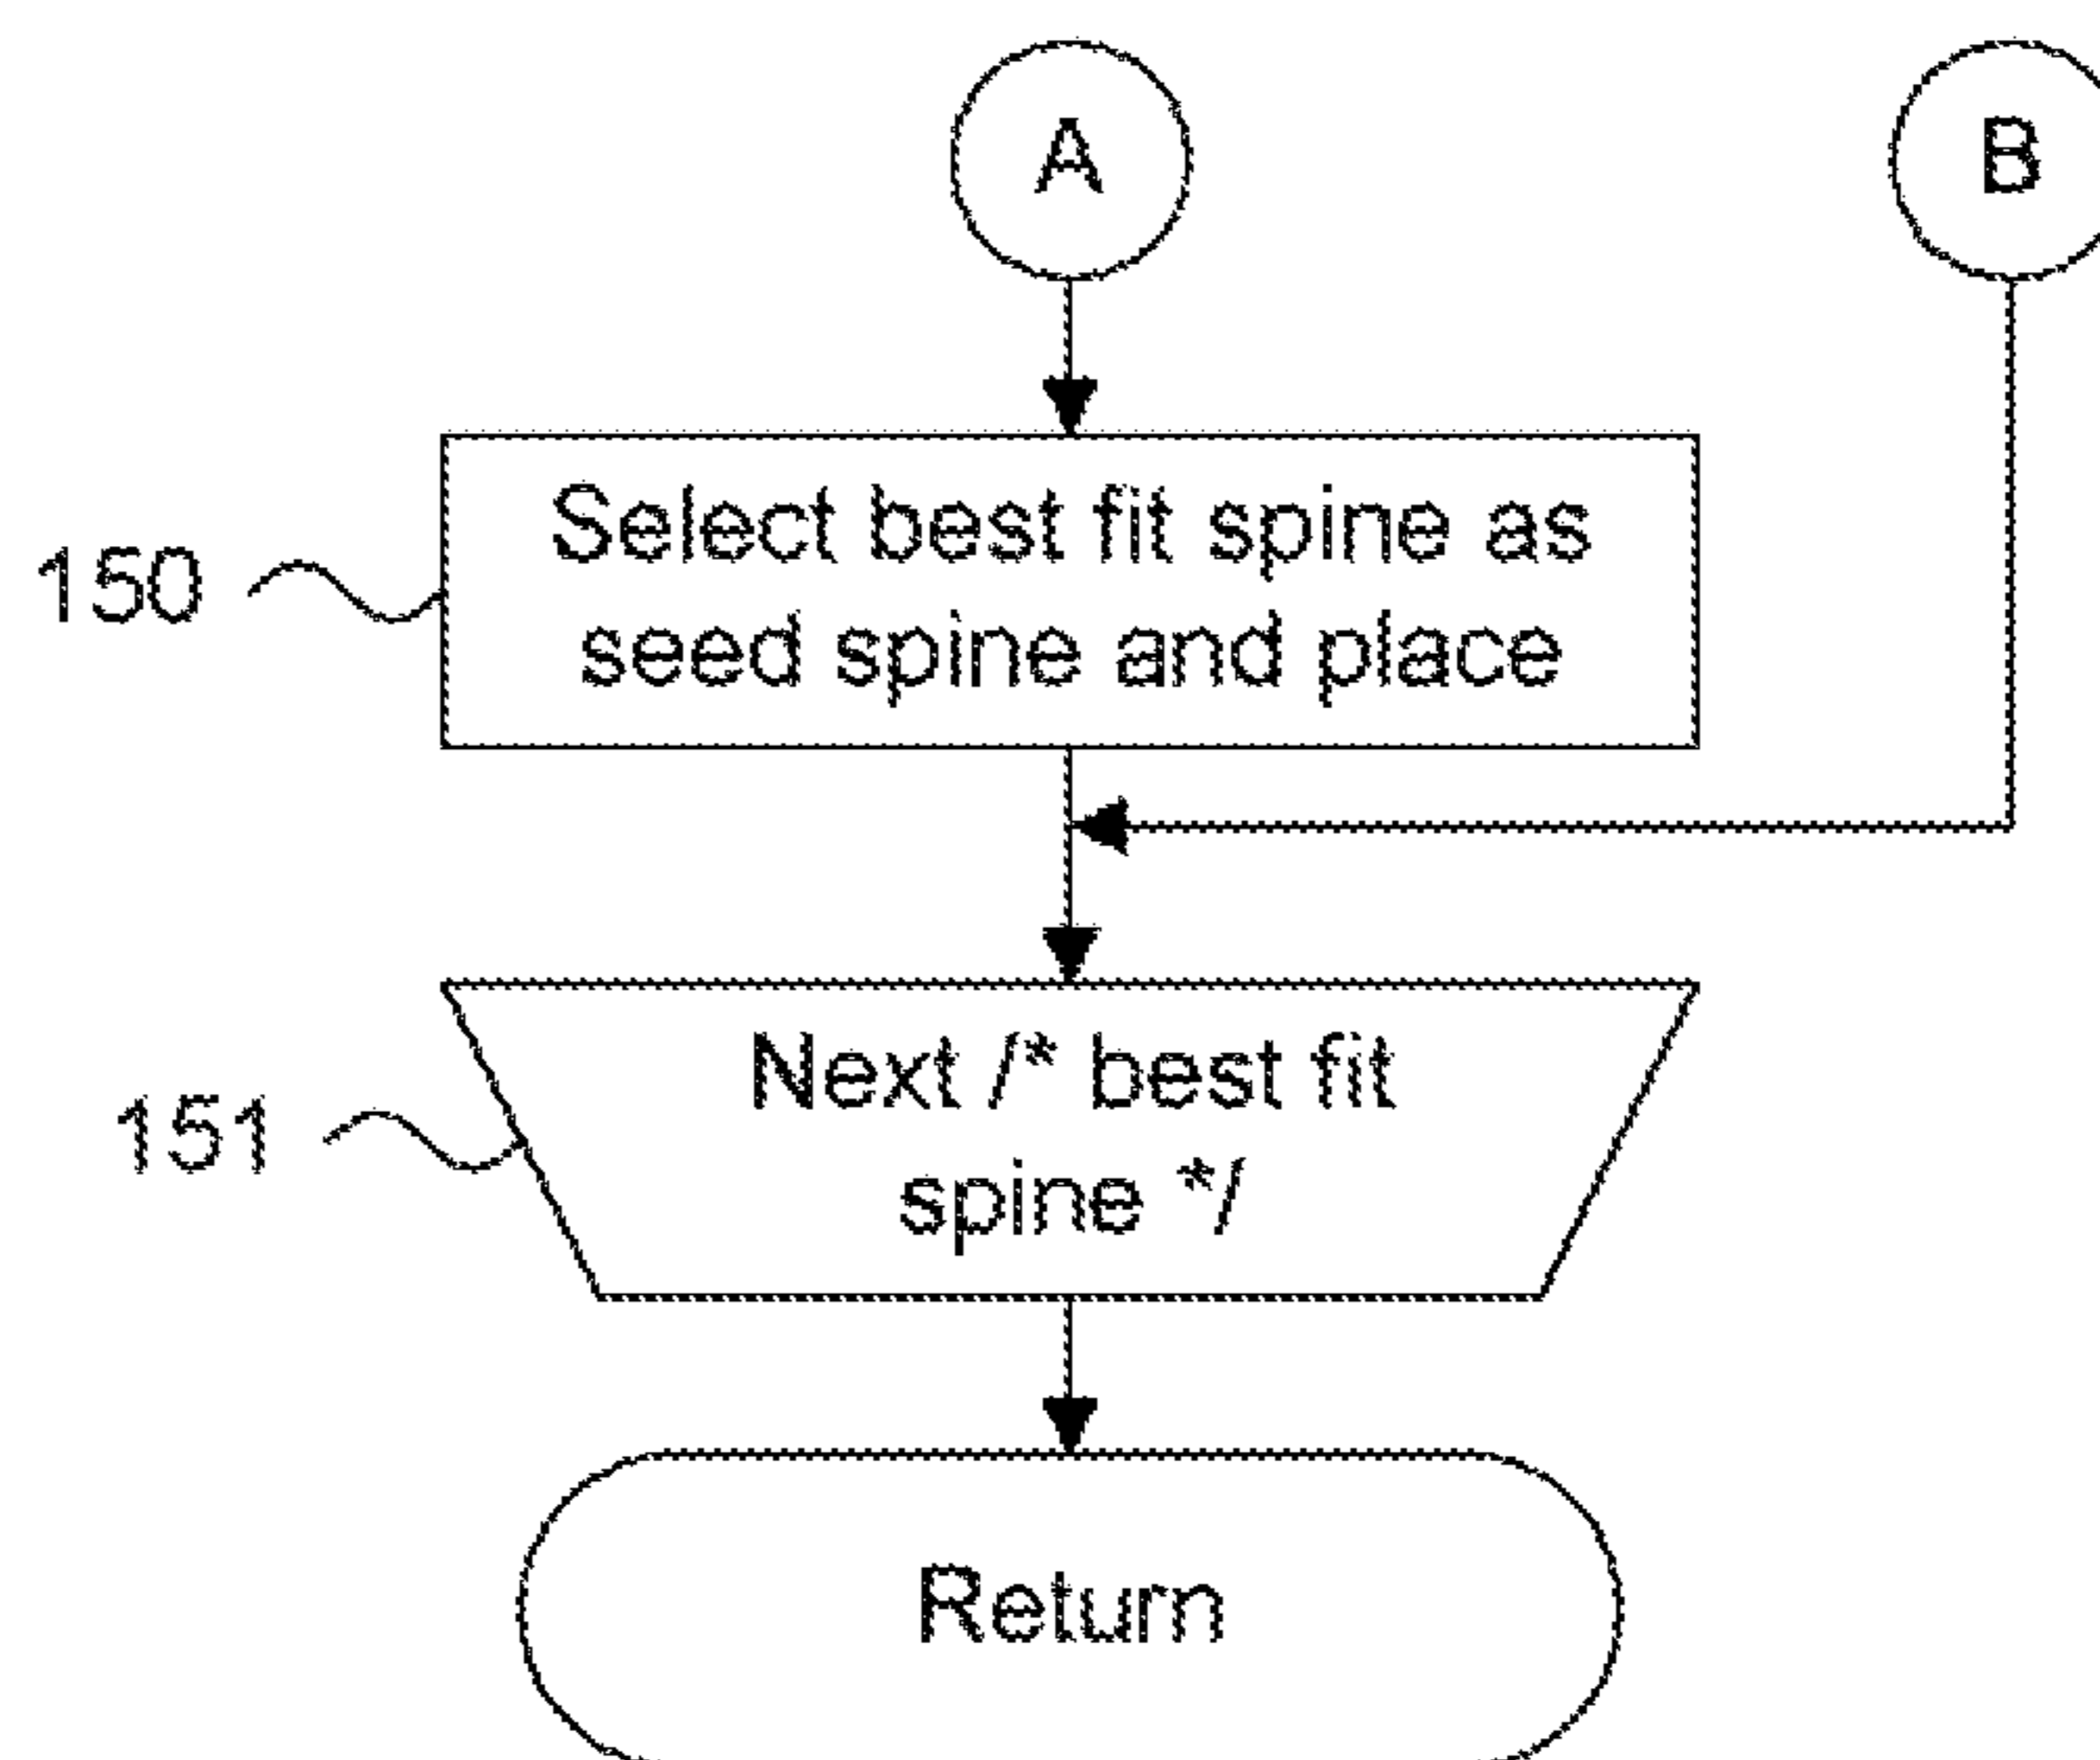 A
B
150
Select best fit spine as
seed spine and place
151
Next /* best fit
spine */
Return